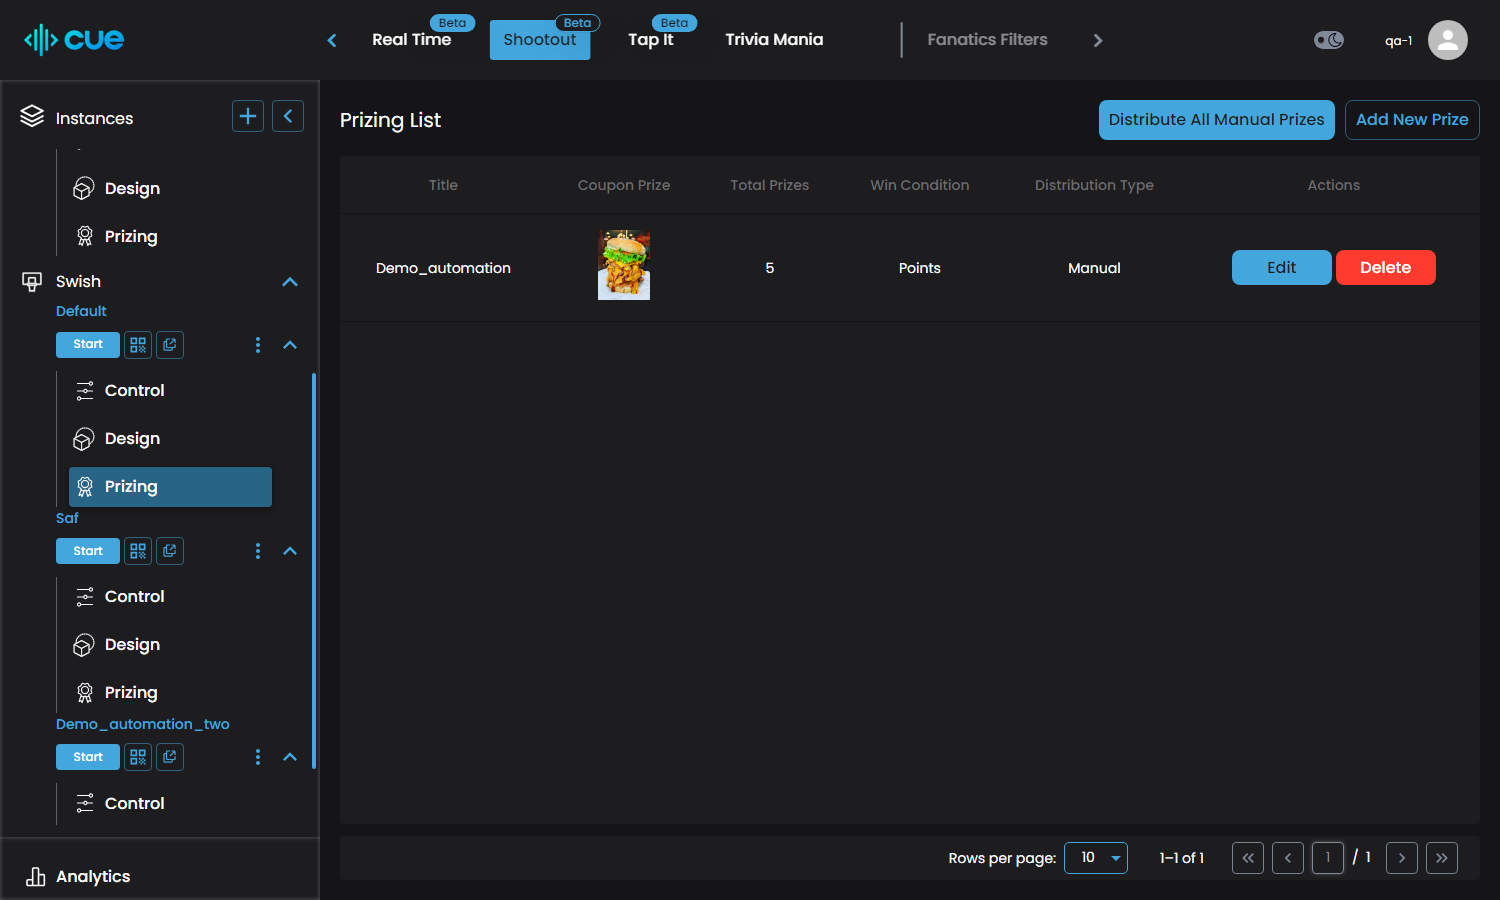 cue
Real Time
Beta
Shootout
Beta
Tap It
Beta
Trivia Mania
Fanatics Filters
qa-1
Instances
Design
Prizing
Swish
Default
Start
Control
Design
Prizing
Saf
Start
Control
Design
Prizing
Demo_automation_two
Start
Control
Analytics
Prizing List
Distribute All Manual Prizes
Add New Prize
Title Coupon Prize Total Prizes Win Condition Distribution Type Actions
Demo_automation 5 Points Manual Edit Delete
Rows per page: 10 1–1 of 1 1 / 1